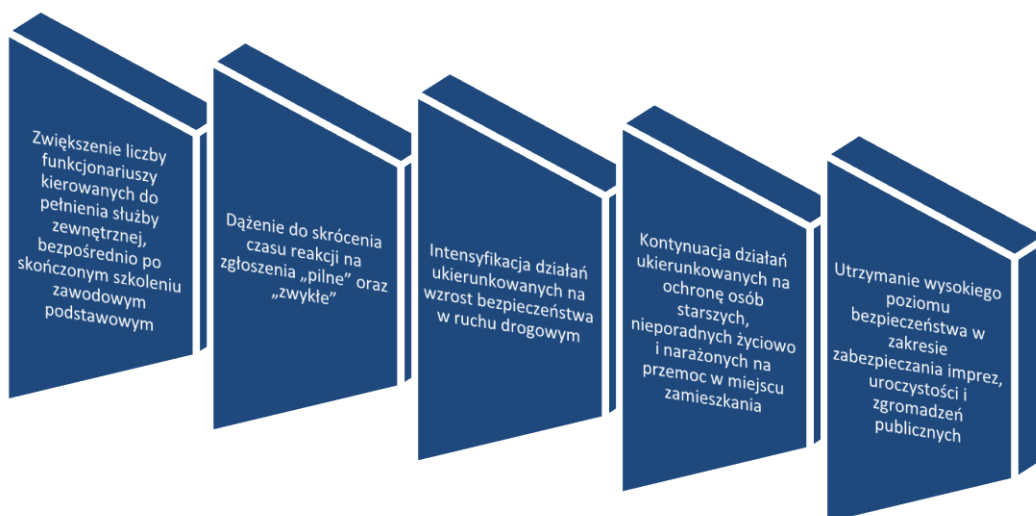 Zwiększenie liczby
funkcjonariuszy
kierowanych do
pełnienia służby
zewnętrznej,
bezpośrednio po
skończonym szkoleniu
zawodowym
podstawowym
Dążenie do skrócenia
czasu reakcji na
zgłoszenia „pilne” oraz
„zwykłe”
Intensyfikacja działań
ukierunkowanych na
wzrost bezpieczeństwa
w ruchu drogowym
Kontynuacja działań
ukierunkowanych na
ochronę osób
starszych,
nieporadnych życiowo
i narażonych na
przemoc w miejscu
zamieszkania
Utrzymanie wysokiego
poziomu
bezpieczeństwa w
zakresie
zabezpieczania imprez,
uroczystości i
zgromadzeń
publicznych